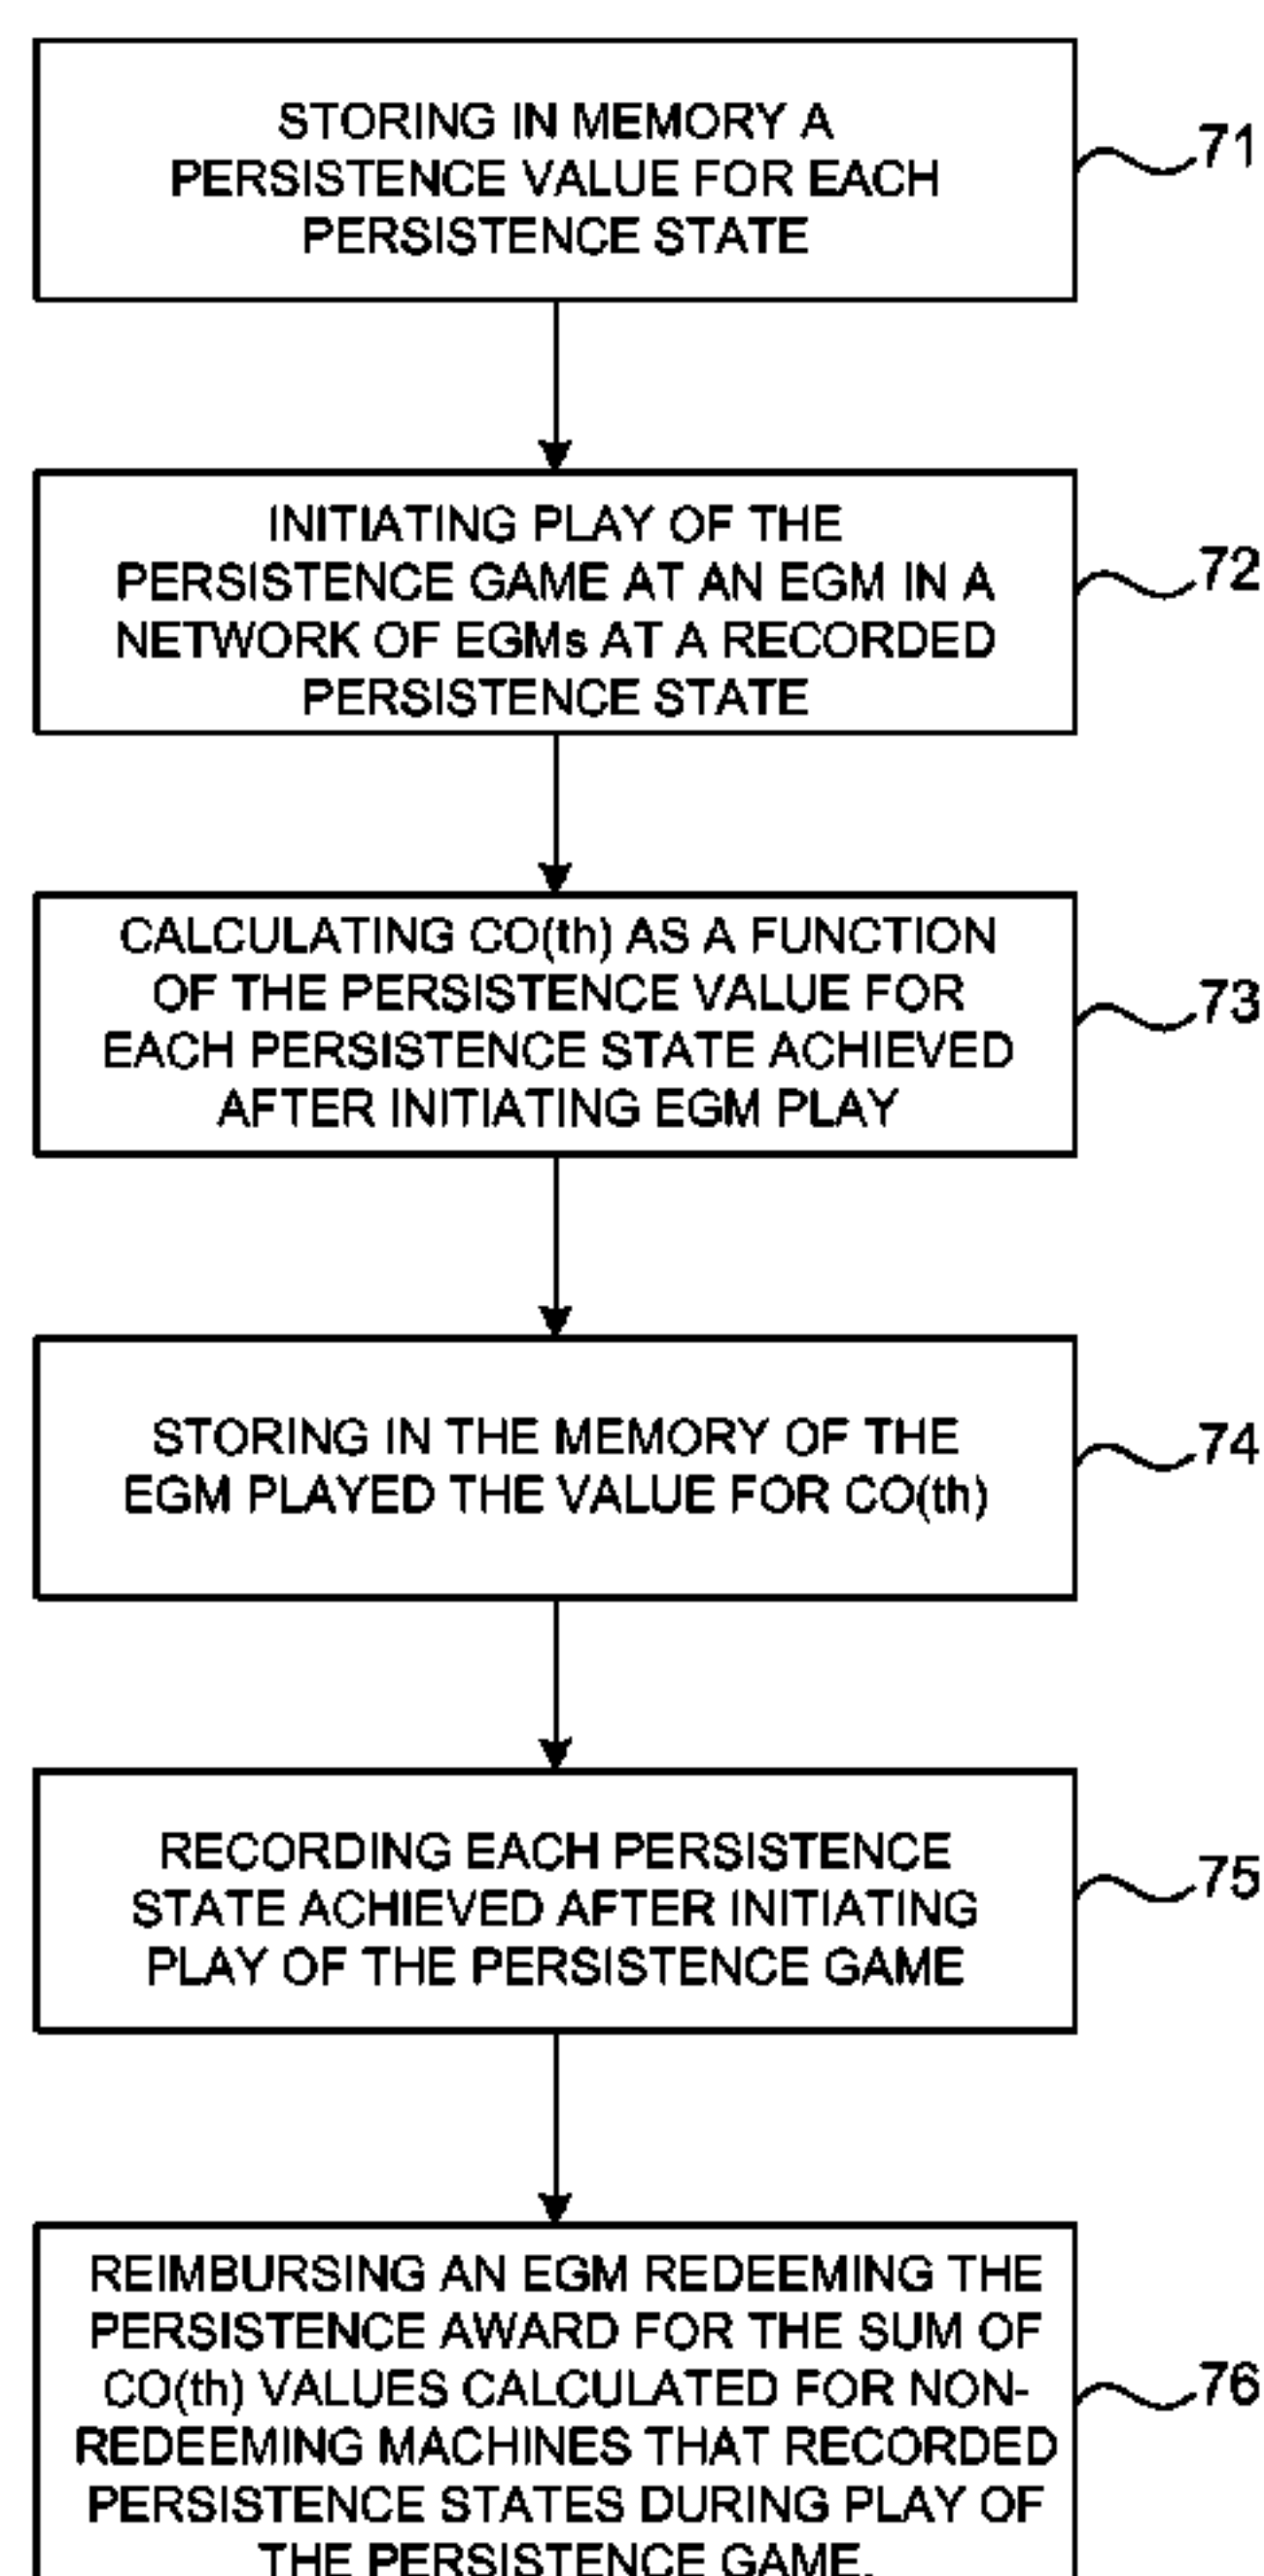 STORING IN MEMORY A
PERSISTENCE VALUE FOR EACH
PERSISTENCE STATE
71
INITIATING PLAY OF THE
PERSISTENCE GAME AT AN EGM IN A
NETWORK OF EGMs AT A RECORDED
PERSISTENCE STATE
72
CALCULATING CO(th) AS A FUNCTION
OF THE PERSISTENCE VALUE FOR
EACH PERSISTENCE STATE ACHIEVED
AFTER INITIATING EGM PLAY
73
STORING IN THE MEMORY OF THE
EGM PLAYED THE VALUE FOR CO(th)
74
RECORDING EACH PERSISTENCE
STATE ACHIEVED AFTER INITIATING
PLAY OF THE PERSISTENCE GAME
75
REIMBURSING AN EGM REDEEMING THE
PERSISTENCE AWARD FOR THE SUM OF
CO(th) VALUES CALCULATED FOR NON-
REDEEMING MACHINES THAT RECORDED
PERSISTENCE STATES DURING PLAY OF
THE PERSISTENCE GAME.
76